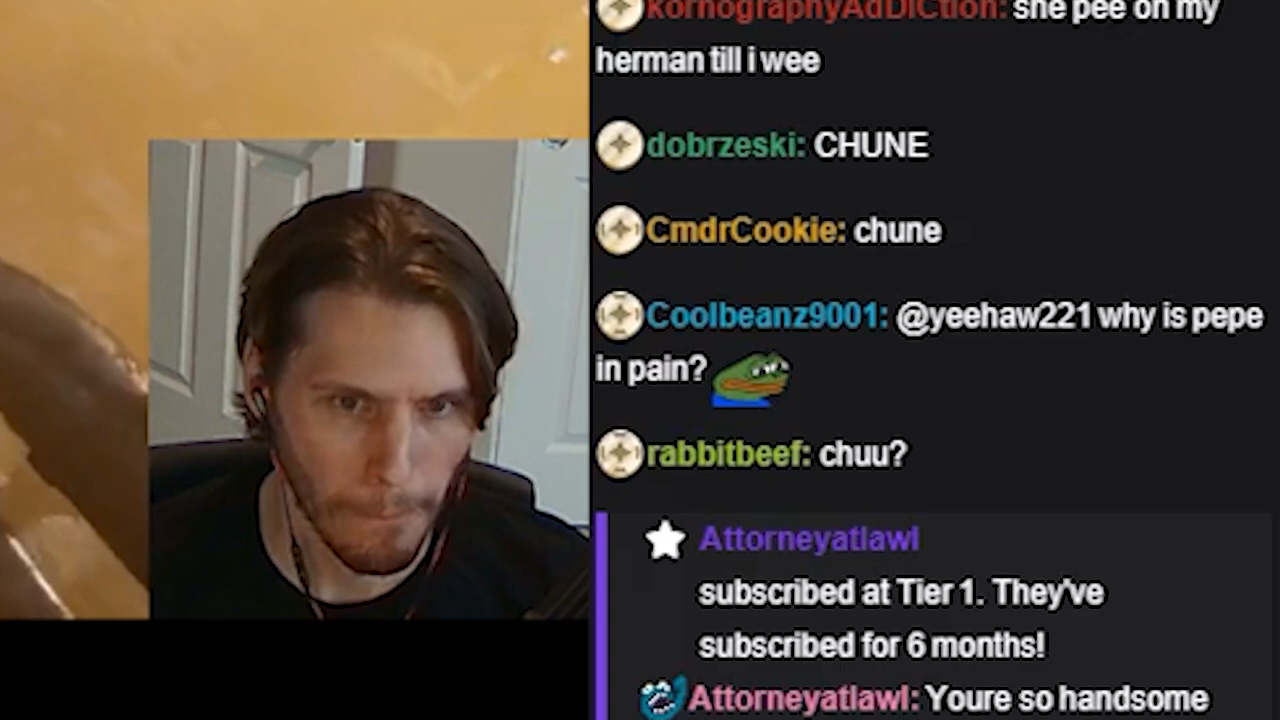 kornographyAdDICtion: she pee on my
herman till i wee
dobrzeski: CHUNE
CmdrCookie: chune
Coolbeanz9001: @yeehaw221 why is pepe
in pain?
rabbitbeef: chuu?
Attorneyatlawl
subscribed at Tier 1. They've
subscribed for 6 months!
Attorneyatlawl: Youre so handsome